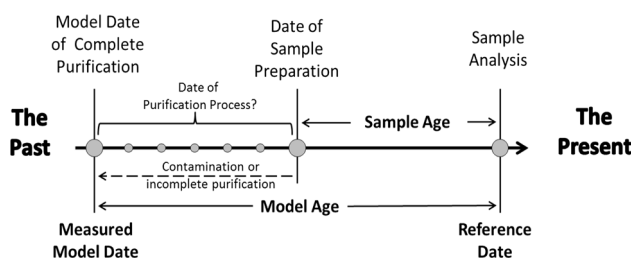 Model Date
of Complete
Purification
Date of
Sample
Preparation
Sample
Analysis
Date of
Purification Process?
The
Past
Sample Age
The
Present
Contamination or
incomplete purification
Model Age
Measured
Model Date
Reference
Date